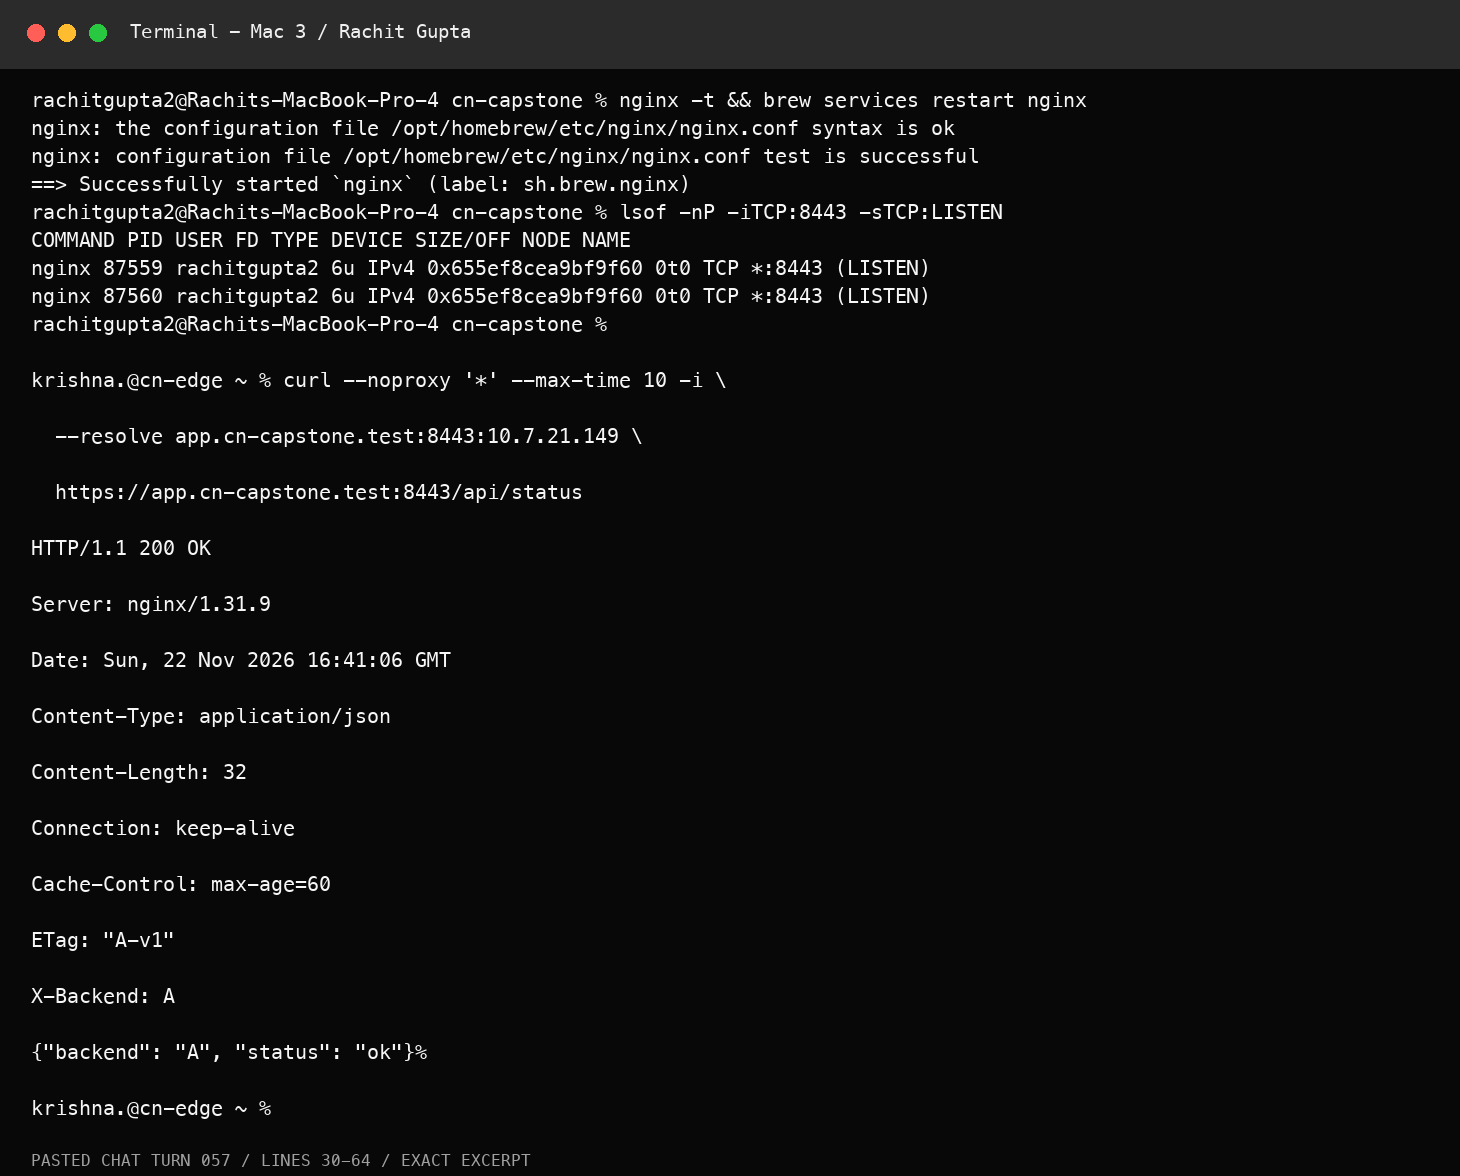 Terminal — Mac 3 / Rachit Gupta
rachitgupta2@Rachits-MacBook-Pro-4 cn-capstone % nginx -t && brew services restart nginx
nginx: the configuration file /opt/homebrew/etc/nginx/nginx.conf syntax is ok
nginx: configuration file /opt/homebrew/etc/nginx/nginx.conf test is successful
==> Successfully started `nginx` (label: sh.brew.nginx)
rachitgupta2@Rachits-MacBook-Pro-4 cn-capstone % lsof -nP -iTCP:8443 -sTCP:LISTEN
COMMAND PID USER FD TYPE DEVICE SIZE/OFF NODE NAME
nginx 87559 rachitgupta2 6u IPv4 0x655ef8cea9bf9f60 0t0 TCP *:8443 (LISTEN)
nginx 87560 rachitgupta2 6u IPv4 0x655ef8cea9bf9f60 0t0 TCP *:8443 (LISTEN)
rachitgupta2@Rachits-MacBook-Pro-4 cn-capstone %
krishna.@cn-edge ~ % curl --noproxy '*' --max-time 10 -i \
--resolve app.cn-capstone.test:8443:10.7.21.149 \
https://app.cn-capstone.test:8443/api/status
HTTP/1.1 200 OK
Server: nginx/1.31.9
Date: Sun, 22 Nov 2026 16:41:06 GMT
Content-Type: application/json
Content-Length: 32
Connection: keep-alive
Cache-Control: max-age=60
ETag: "A-v1"
X-Backend: A
{"backend": "A", "status": "ok"}%
krishna.@cn-edge ~ %
PASTED CHAT TURN 057 / LINES 30–64 / EXACT EXCERPT